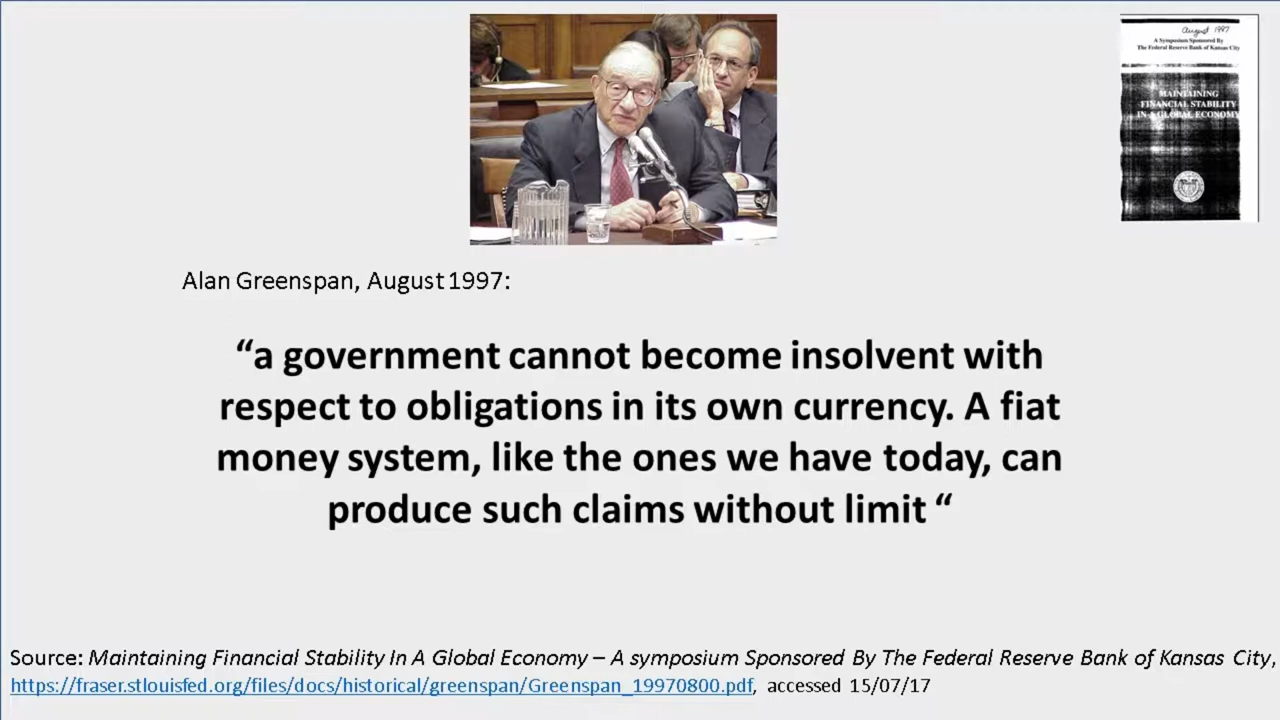 August 1997
A Symposium Sponsored By
The Federal Reserve Bank of Kansas City
MAINTAINING
FINANCIAL STABILITY
IN A GLOBAL ECONOMY
Alan Greenspan, August 1997:
“a government cannot become insolvent with
respect to obligations in its own currency. A fiat
money system, like the ones we have today, can
produce such claims without limit “
Source: Maintaining Financial Stability In A Global Economy – A symposium Sponsored By The Federal Reserve Bank of Kansas City,
https://fraser.stlouisfed.org/files/docs/historical/greenspan/Greenspan_19970800.pdf, accessed 15/07/17